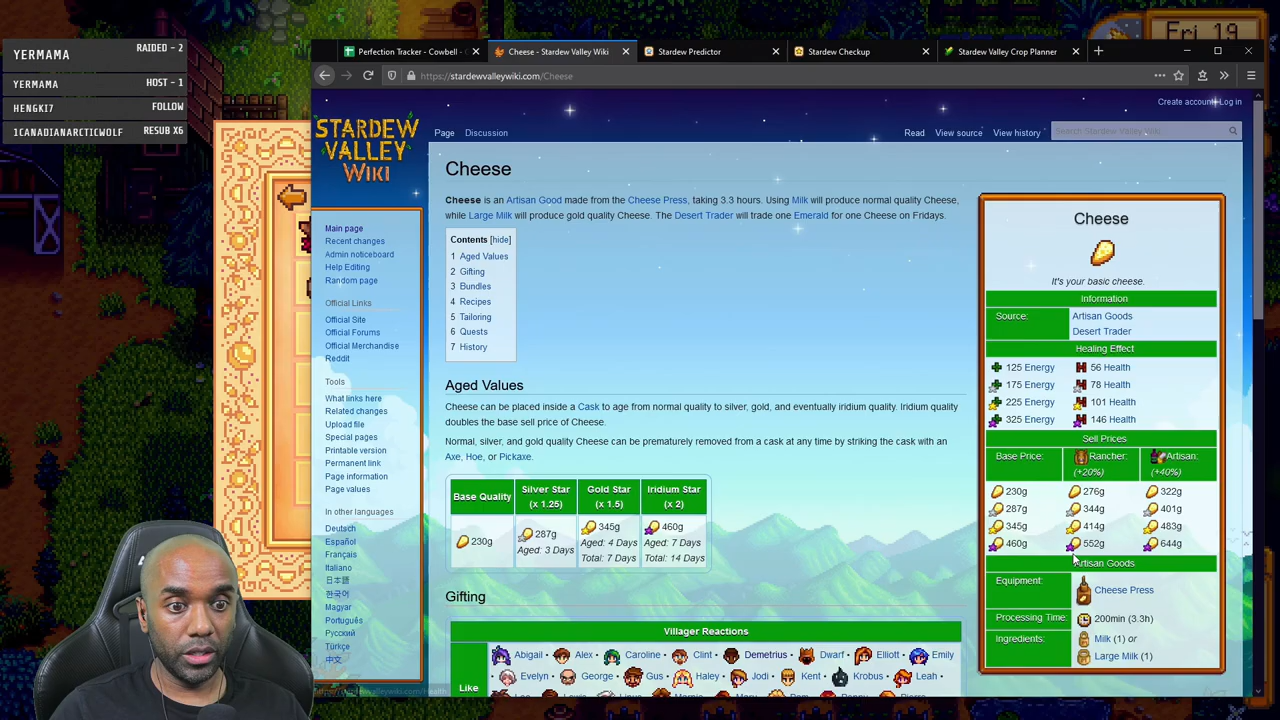 YERMAMA
RAIDED - 2
YERMAMA
HOST - 1
HENGKI7
FOLLOW
1CANADIANARCTICWOLF
RESUB X6
Fri 19
Perfection Tracker - Cowbell -
Cheese - Stardew Valley Wiki
Stardew Predictor
Stardew Checkup
Stardew Valley Crop Planner
https://stardewvalleywiki.com/Cheese
Create account
Log in
STARDEW
VALLEY
WIKI
Page
Discussion
Read
View source
View history
Search Stardew Valley Wiki
Main page
Recent changes
Admin noticeboard
Help Editing
Random page
Official Links
Official Site
Official Forums
Official Merchandise
Reddit
Tools
What links here
Related changes
Upload file
Special pages
Printable version
Permanent link
Page information
Page values
In other languages
Deutsch
Español
Français
Italiano
日本語
한국어
Magyar
Português
Русский
Türkçe
中文
https://stardewvalleywiki.com/Health
Cheese
Cheese is an Artisan Good made from the Cheese Press, taking 3.3 hours. Using Milk will produce normal quality Cheese,
while Large Milk will produce gold quality Cheese. The Desert Trader will trade one Emerald for one Cheese on Fridays.
Contents [hide]
1 Aged Values
2 Gifting
3 Bundles
4 Recipes
5 Tailoring
6 Quests
7 History
Aged Values
Cheese can be placed inside a Cask to age from normal quality to silver, gold, and eventually iridium quality. Iridium quality
doubles the base sell price of Cheese.
Normal, silver, and gold quality Cheese can be prematurely removed from a cask at any time by striking the cask with an
Axe, Hoe, or Pickaxe.
Base Quality
Silver Star
(x 1.25)
Gold Star
(x 1.5)
Iridium Star
(x 2)
230g
287g
Aged: 3 Days
345g
Aged: 4 Days
Total: 7 Days
460g
Aged: 7 Days
Total: 14 Days
Gifting
Villager Reactions
Like
Abigail • Alex • Caroline • Clint • Demetrius • Dwarf • Elliott • Emily
• Evelyn • George • Gus • Haley • Jodi • Kent • Krobus • Leah •
Cheese
It's your basic cheese.
Information
Source:
Artisan Goods
Desert Trader
Healing Effect
125 Energy 56 Health
175 Energy 78 Health
225 Energy 101 Health
325 Energy 146 Health
Sell Prices
Base Price:
Rancher:
(+20%)
Artisan:
(+40%)
230g 276g 322g
287g 344g 401g
345g 414g 483g
460g 552g 644g
Artisan Goods
Equipment:
Cheese Press
Processing Time:
200min (3.3h)
Ingredients:
Milk (1) or
Large Milk (1)